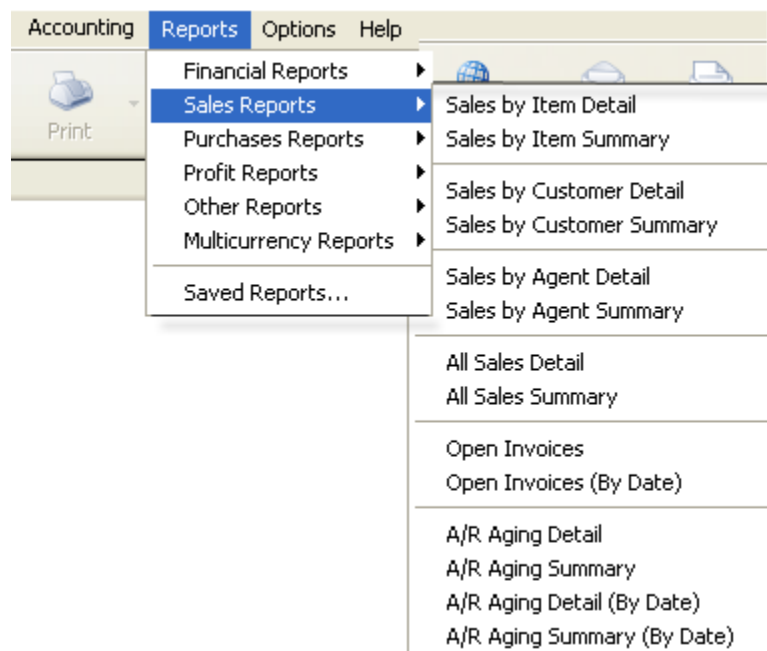 Accounting Reports Options Help
Print
Financial Reports
Sales Reports
Purchases Reports
Profit Reports
Other Reports
Multicurrency Reports
Saved Reports...
Sales by Item Detail
Sales by Item Summary
Sales by Customer Detail
Sales by Customer Summary
Sales by Agent Detail
Sales by Agent Summary
All Sales Detail
All Sales Summary
Open Invoices
Open Invoices (By Date)
A/R Aging Detail
A/R Aging Summary
A/R Aging Detail (By Date)
A/R Aging Summary (By Date)